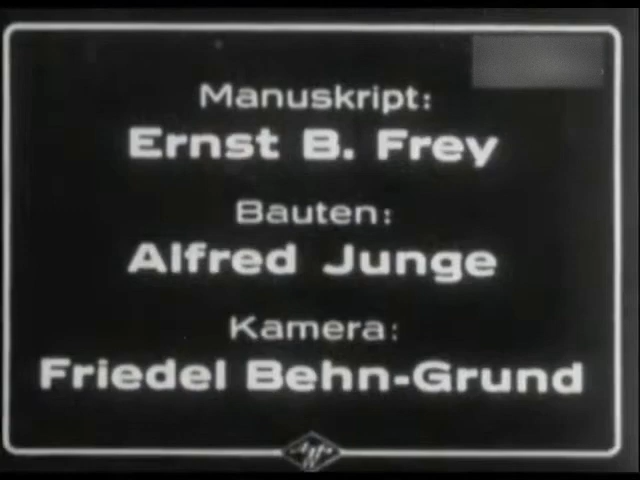 Manuskript:
Ernst B. Frey
Bauten:
Alfred Junge
Kamera:
Friedel Behn-Grund